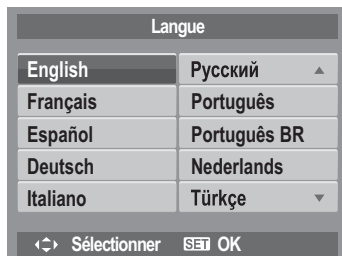 Langue
English Русский
Français Português
Español Português BR
Deutsch Nederlands
Italiano Türkçe
Sélectionner SET OK